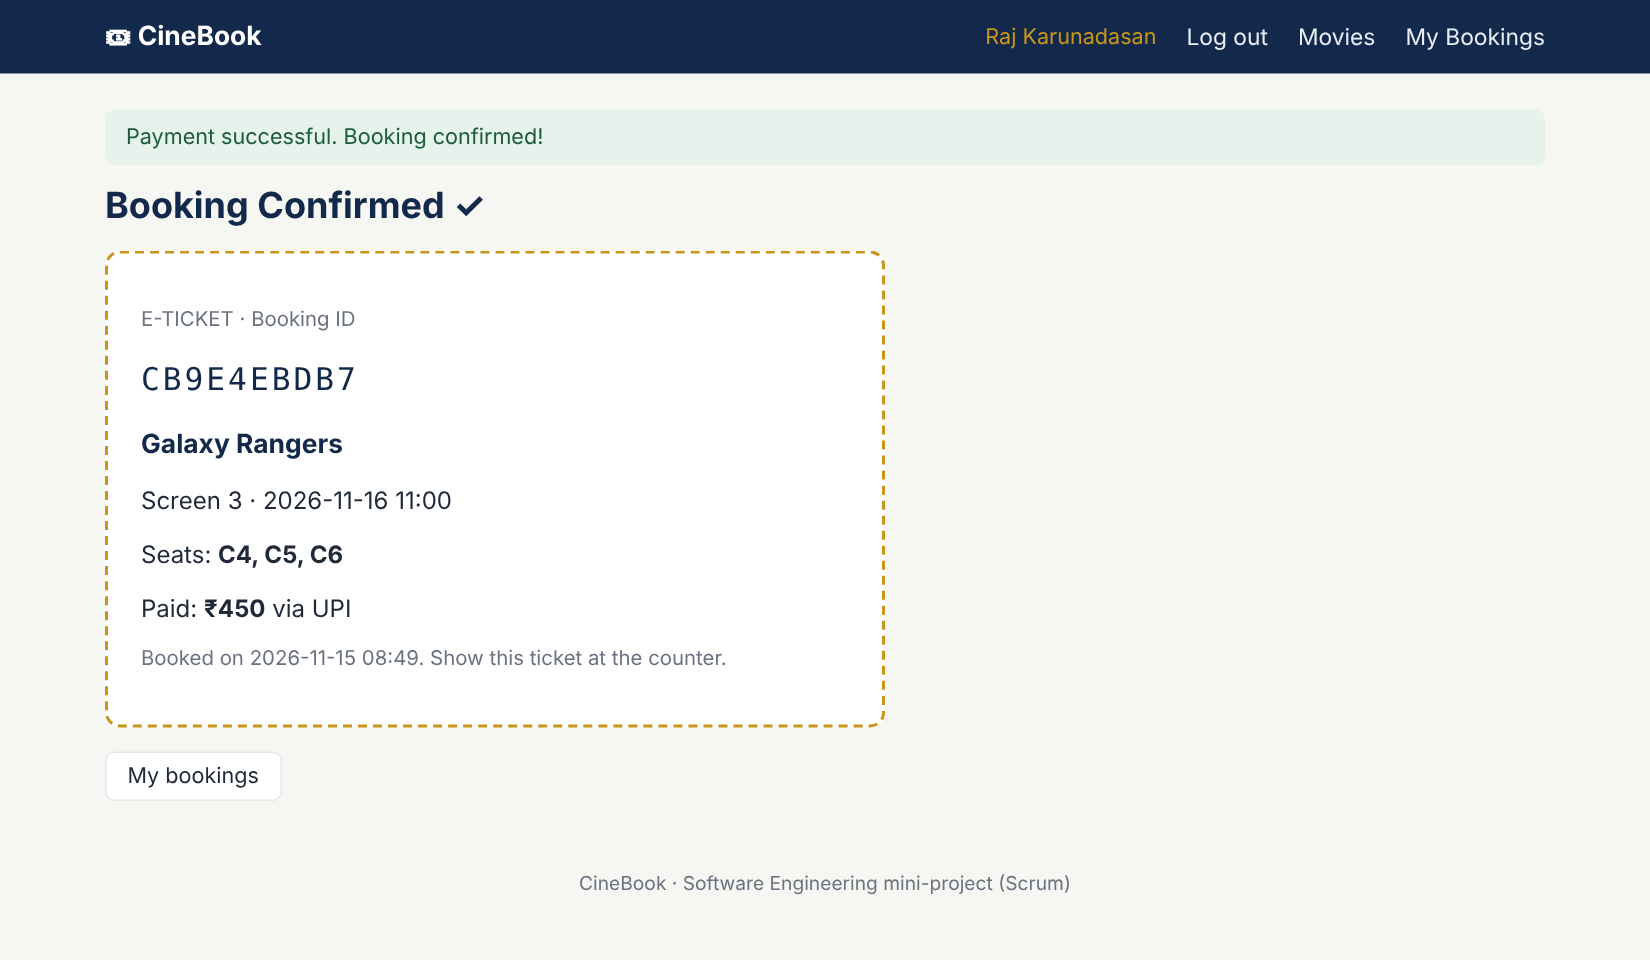 CineBook
Raj Karunadasan Log out Movies My Bookings
Payment successful. Booking confirmed!
Booking Confirmed ✓
E-TICKET · Booking ID
CB9E4EBDB7
Galaxy Rangers
Screen 3 · 2026-11-16 11:00
Seats: C4, C5, C6
Paid: ₹450 via UPI
Booked on 2026-11-15 08:49. Show this ticket at the counter.
My bookings
CineBook · Software Engineering mini-project (Scrum)